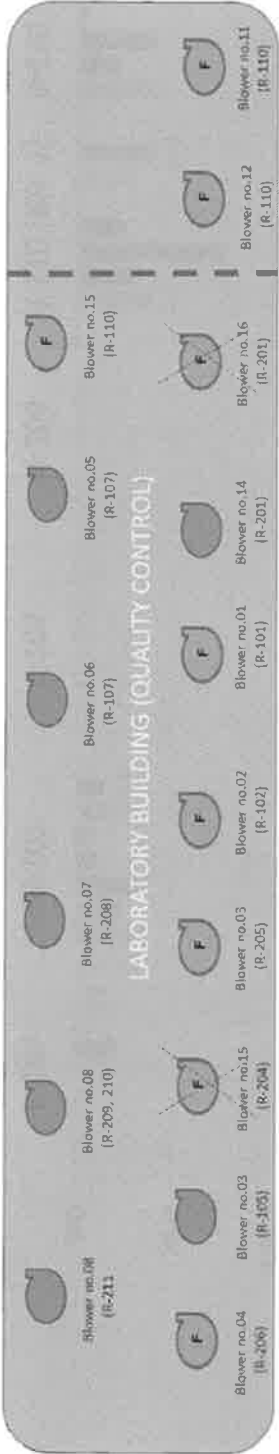 F
Blower no.08
(R-211
Blower no.08
(R-209, 210)
Blower no.07
(R-208)
Blower no.06
(R-107)
Blower no.05
(R-107)
Blower no.15
(R-110)
LABORATORY BUILDING (QUALITY CONTROL)
F
F
F
F
F
F
F
F
Blower no.04
(R-206)
Blower no.03
(R-105)
Blower no.15
(R-204)
Blower no.03
(R-205)
Blower no.02
(R-102)
Blower no.01
(R-101)
Blower no.14
(R-201)
Blower no.16
(R-201)
Blower no.12
(R-110)
Blower no.11
(R-110)